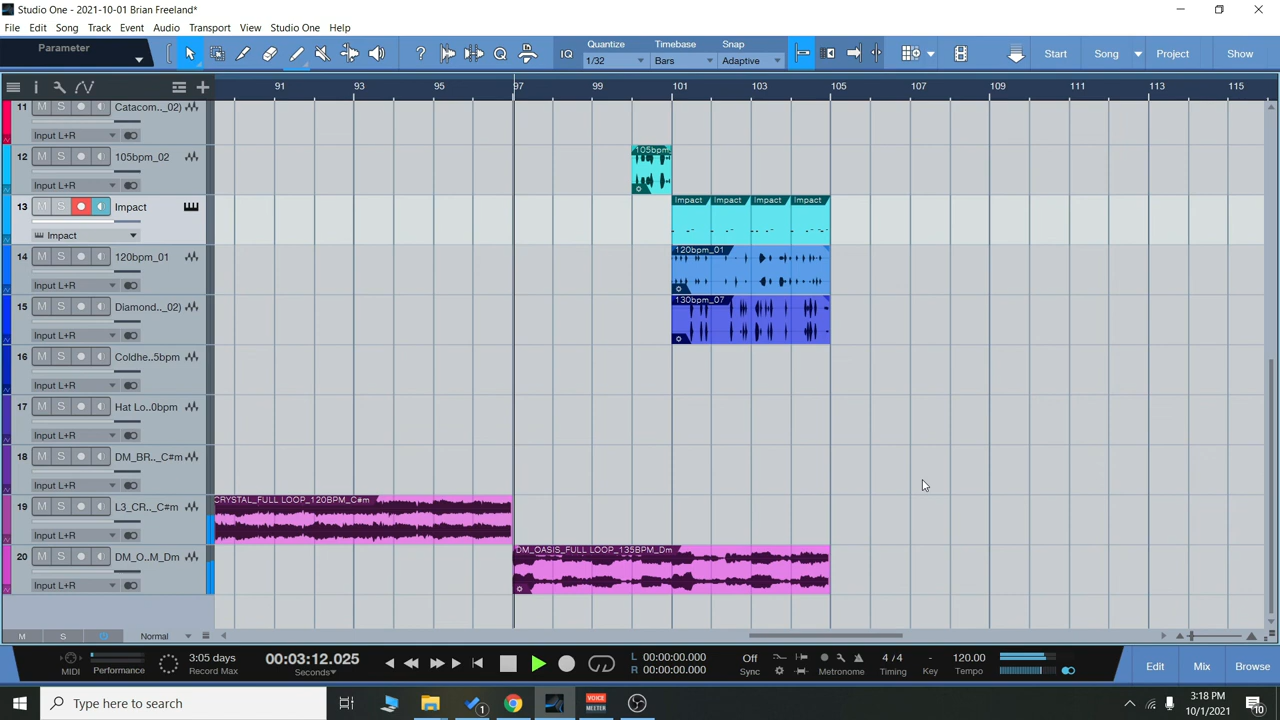 Studio One - 2021-10-01 Brian Freeland*
File Edit Song Track Event Audio Transport View Studio One Help
Parameter
IQ
Quantize
1/32
Timebase
Bars
Snap
Adaptive
Start
Song
Project
Show
91 93 95 97 99 101 103 105 107 109 111 113 115
11 M S Catacom.._02)
Input L+R
12 M S 105bpm_02
Input L+R
105bpm
13 M S Impact
Impact
Impact Impact Impact Impact
14 M S 120bpm_01
Input L+R
120bpm_01
15 M S Diamond.._02)
Input L+R
130bpm_07
16 M S Coldhe..5bpm
Input L+R
17 M S Hat Lo..0bpm
Input L+R
18 M S DM_BR.._C#m
Input L+R
19 M S L3_CR.._C#m
Input L+R
CRYSTAL_FULL LOOP_120BPM_C#m
20 M S DM_O..M_Dm
Input L+R
DM_OASIS_FULL LOOP_135BPM_Dm
M S Normal
MIDI
Performance
3:05 days
Record Max
00:03:12.025
Seconds
L 00:00:00.000
R 00:00:00.000
Off
Sync
Metronome
4 / 4
Timing
-
Key
120.00
Tempo
Edit
Mix
Browse
Type here to search
1
VOICE
MEETER
3:18 PM
10/1/2021
10